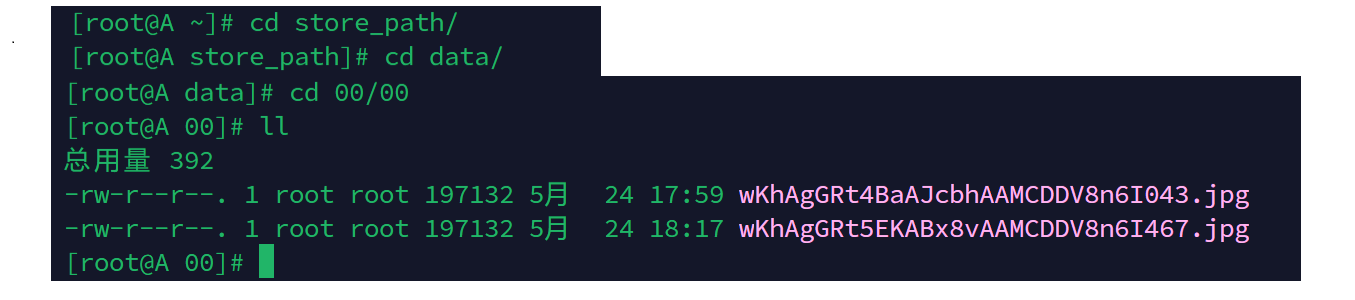 [root@A ~]# cd store_path/
[root@A store_path]# cd data/
[root@A data]# cd 00/00
[root@A 00]# ll
总用量 392
-rw-r--r--. 1 root root 197132 5月  24 17:59 wKhAgGRt4BaAJcbhAAMCDDV8n6I043.jpg
-rw-r--r--. 1 root root 197132 5月  24 18:17 wKhAgGRt5EKABx8vAAMCDDV8n6I467.jpg
[root@A 00]#